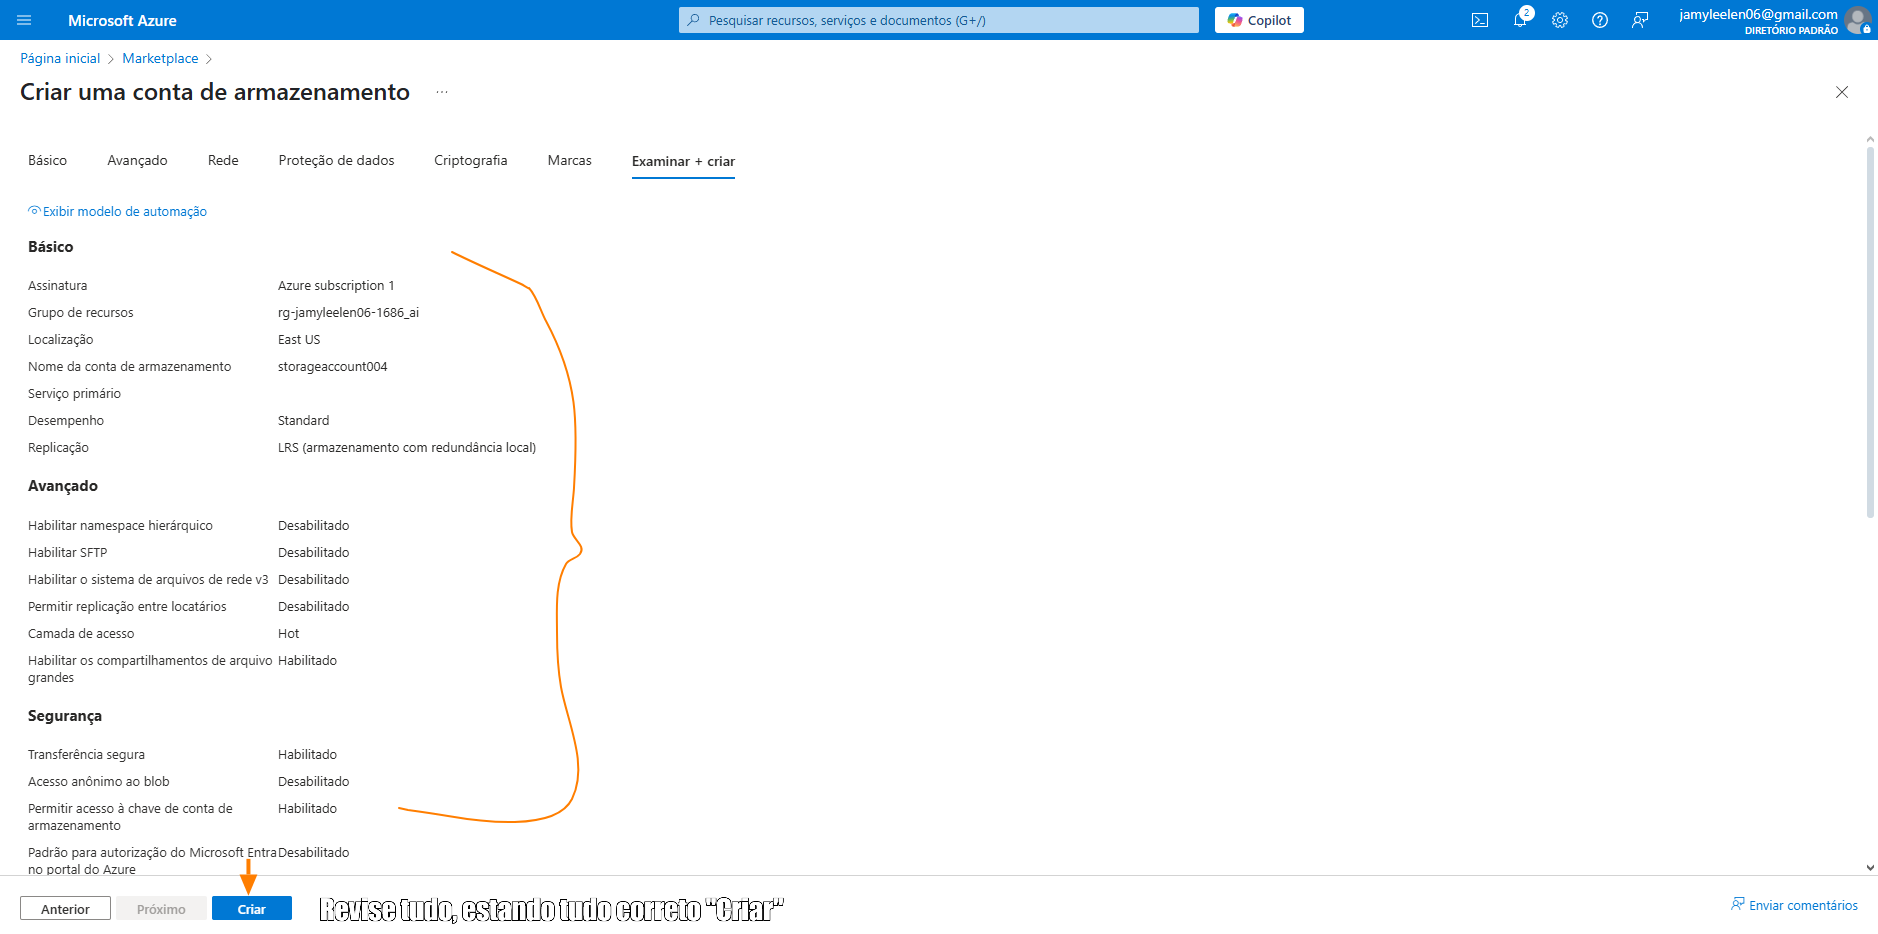 Microsoft Azure
Pesquisar recursos, serviços e documentos (G+/)
Copilot
2
jamyleelen06@gmail.com
DIRETÓRIO PADRÃO
Página inicial > Marketplace >
Criar uma conta de armazenamento ...
Básico Avançado Rede Proteção de dados Criptografia Marcas Examinar + criar
Exibir modelo de automação
Básico
Assinatura Azure subscription 1
Grupo de recursos rg-jamyleelen06-1686_ai
Localização East US
Nome da conta de armazenamento storageaccount004
Serviço primário
Desempenho Standard
Replicação LRS (armazenamento com redundância local)
Avançado
Habilitar namespace hierárquico Desabilitado
Habilitar SFTP Desabilitado
Habilitar o sistema de arquivos de rede v3 Desabilitado
Permitir replicação entre locatários Desabilitado
Camada de acesso Hot
Habilitar os compartilhamentos de arquivo Habilitado
grandes
Segurança
Transferência segura Habilitado
Acesso anônimo ao blob Desabilitado
Permitir acesso à chave de conta de Habilitado
armazenamento
Padrão para autorização do Microsoft Entra Desabilitado
no portal do Azure
Anterior Próximo Criar
Revise tudo, estando tudo correto "Criar"
Enviar comentários